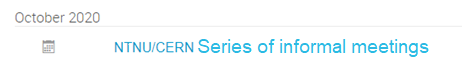 October 2020
NTNU/CERN Series of informal meetings